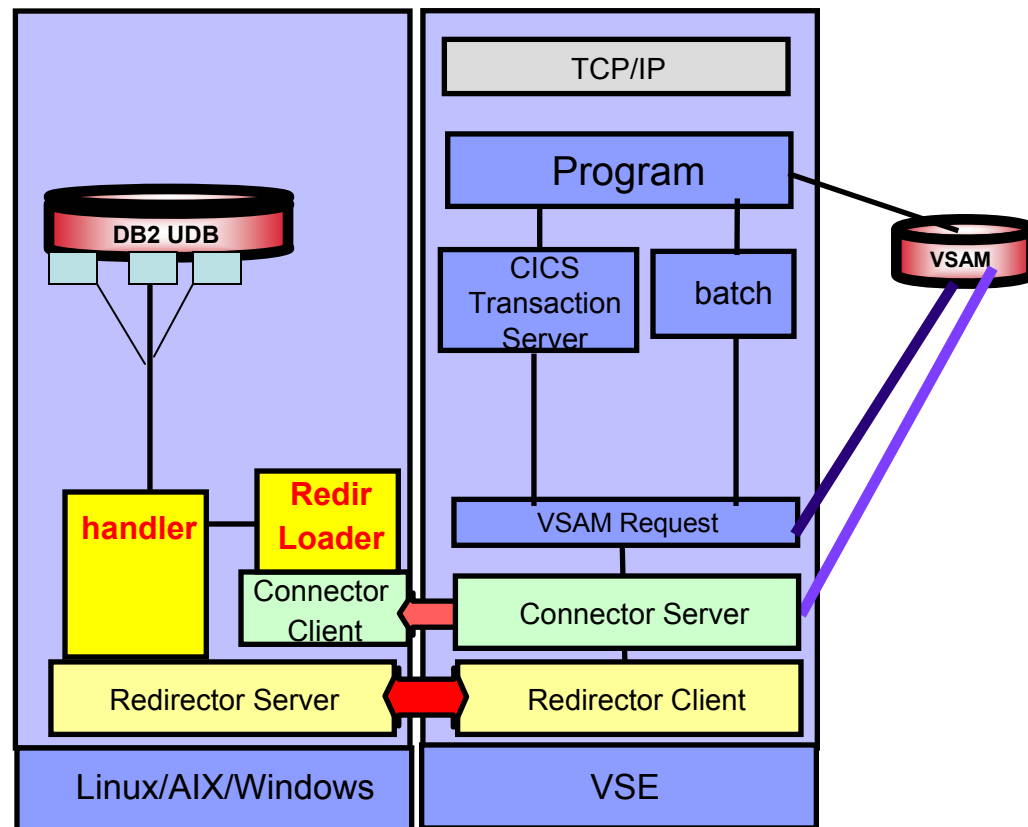 TCP/IP
Program
DB2 UDB
VSAM
CICS
Transaction
Server
batch
Redir
Loader
handler
VSAM Request
Connector
Client
Connector Server
Redirector Server
Redirector Client
Linux/AIX/Windows
VSE